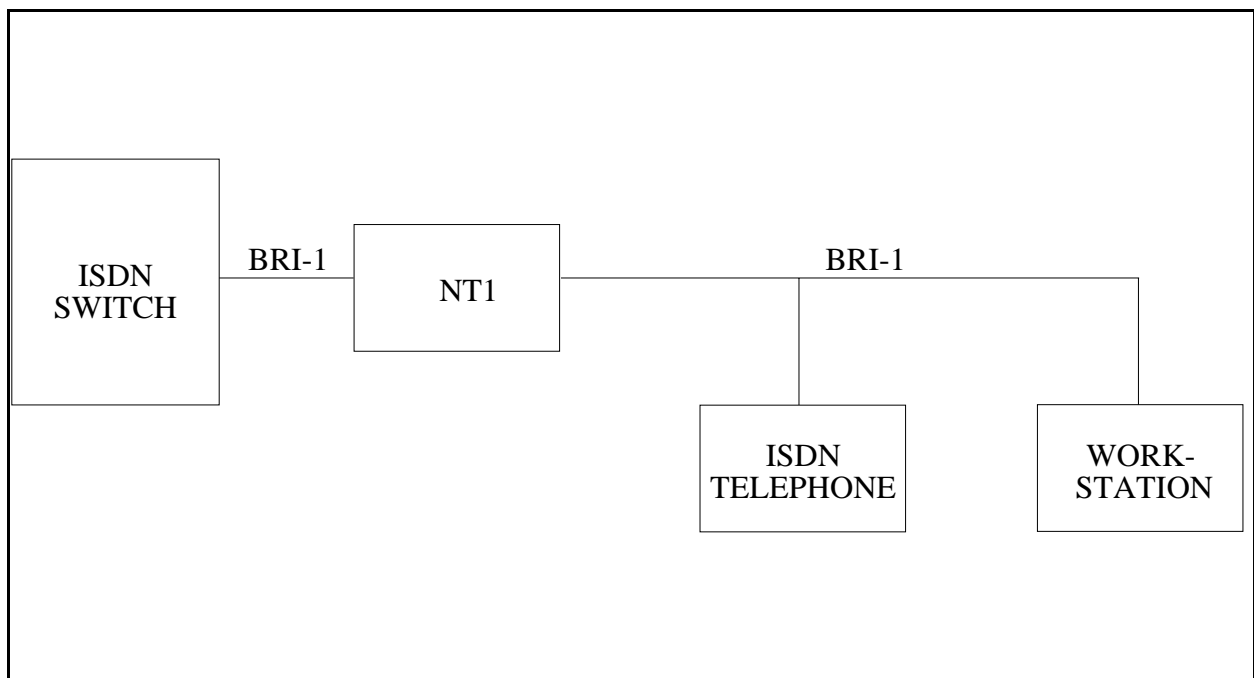 BRI-1
BRI-1
ISDN
SWITCH
NT1
ISDN
TELEPHONE
WORK-
STATION